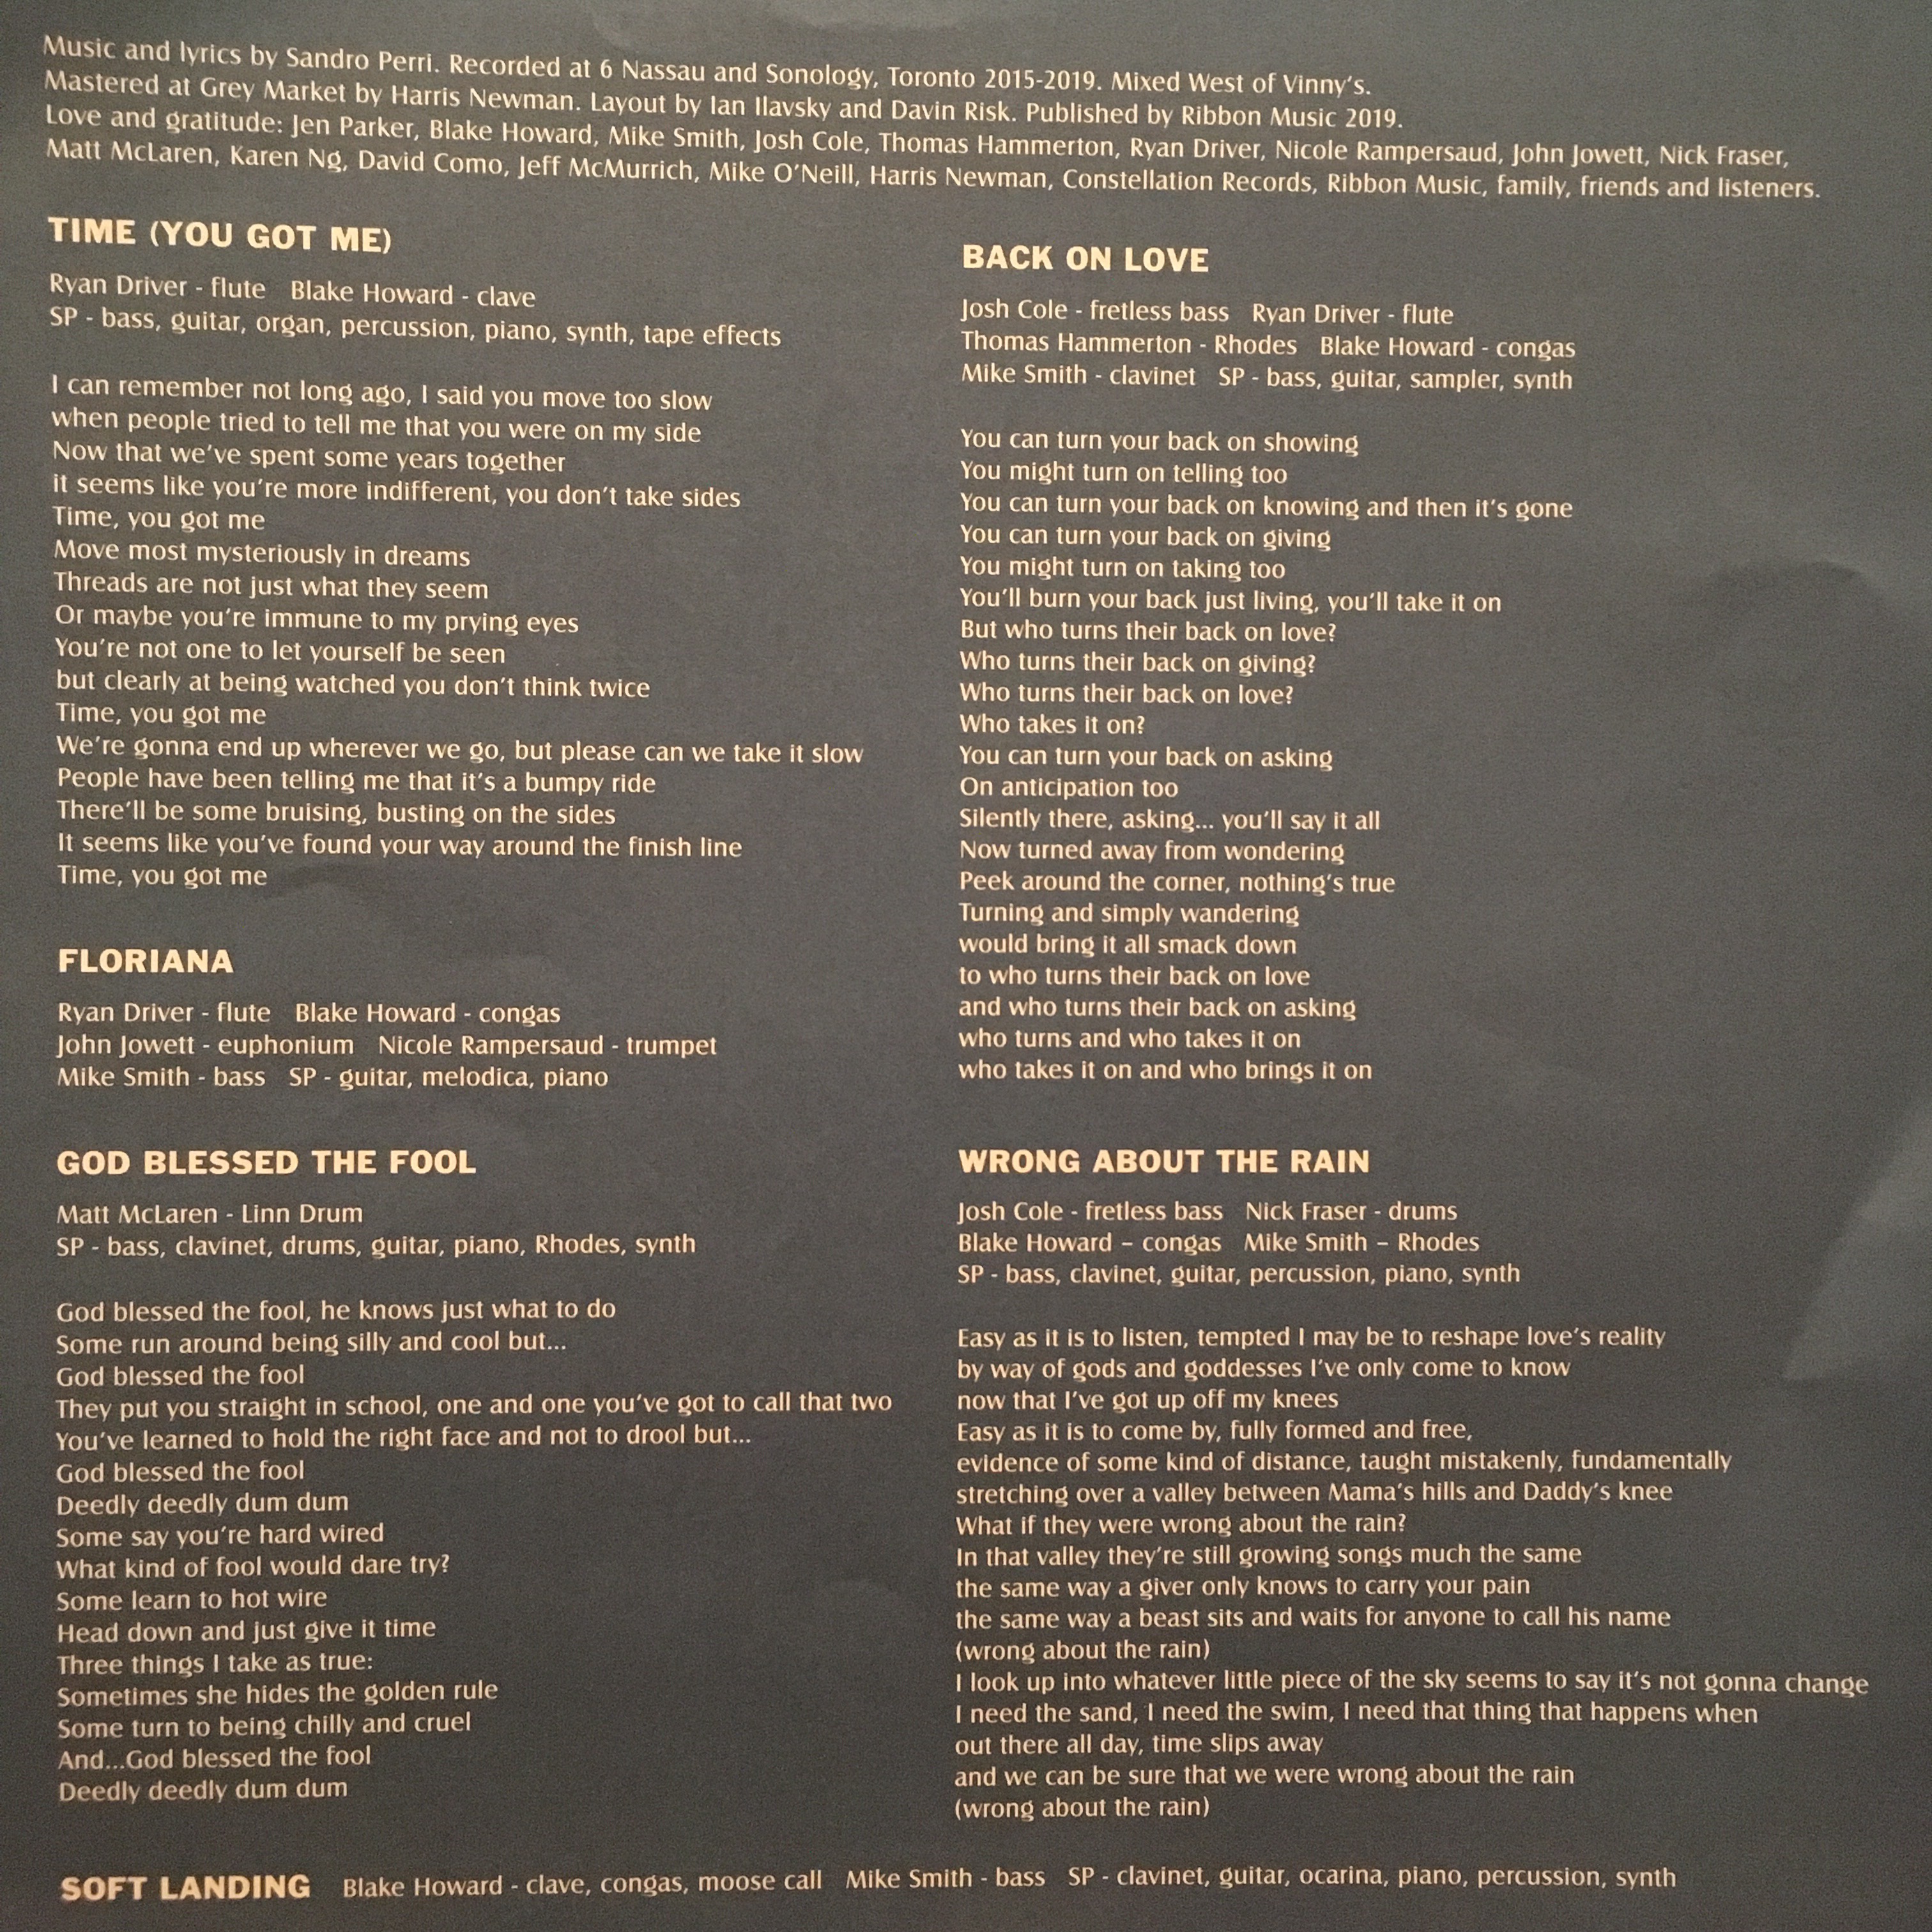 Music and lyrics by Sandro Perri. Recorded at 6 Nassau and Sonology, Toronto 2015-2019. Mixed West of Vinny's.
Mastered at Grey Market by Harris Newman. Layout by Ian Ilavsky and Davin Risk. Published by Ribbon Music 2019.
Love and gratitude: Jen Parker, Blake Howard, Mike Smith, Josh Cole, Thomas Hammerton, Ryan Driver, Nicole Rampersaud, John Jowett, Nick Fraser,
Matt McLaren, Karen Ng, David Como, Jeff McMurrich, Mike O'Neill, Harris Newman, Constellation Records, Ribbon Music, family, friends and listeners.
TIME (YOU GOT ME)
Ryan Driver - flute Blake Howard - clave
SP - bass, guitar, organ, percussion, piano, synth, tape effects
I can remember not long ago, I said you move too slow
when people tried to tell me that you were on my side
Now that we've spent some years together
it seems like you're more indifferent, you don't take sides
Time, you got me
Move most mysteriously in dreams
Threads are not just what they seem
Or maybe you're immune to my prying eyes
You're not one to let yourself be seen
but clearly at being watched you don't think twice
Time, you got me
We're gonna end up wherever we go, but please can we take it slow
People have been telling me that it's a bumpy ride
There'll be some bruising, busting on the sides
It seems like you've found your way around the finish line
Time, you got me
FLORIANA
Ryan Driver - flute Blake Howard - congas
John Jowett - euphonium Nicole Rampersaud - trumpet
Mike Smith - bass SP - guitar, melodica, piano
GOD BLESSED THE FOOL
Matt McLaren - Linn Drum
SP - bass, clavinet, drums, guitar, piano, Rhodes, synth
God blessed the fool, he knows just what to do
Some run around being silly and cool but...
God blessed the fool
They put you straight in school, one and one you've got to call that two
You've learned to hold the right face and not to drool but...
God blessed the fool
Deedly deedly dum dum
Some say you're hard wired
What kind of fool would dare try?
Some learn to hot wire
Head down and just give it time
Three things I take as true:
Sometimes she hides the golden rule
Some turn to being chilly and cruel
And...God blessed the fool
Deedly deedly dum dum
BACK ON LOVE
Josh Cole - fretless bass Ryan Driver - flute
Thomas Hammerton - Rhodes Blake Howard - congas
Mike Smith - clavinet SP - bass, guitar, sampler, synth
You can turn your back on showing
You might turn on telling too
You can turn your back on knowing and then it's gone
You can turn your back on giving
You might turn on taking too
You'll burn your back just living, you'll take it on
But who turns their back on love?
Who turns their back on giving?
Who turns their back on love?
Who takes it on?
You can turn your back on asking
On anticipation too
Silently there, asking... you'll say it all
Now turned away from wondering
Peek around the corner, nothing's true
Turning and simply wandering
would bring it all smack down
to who turns their back on love
and who turns their back on asking
who turns and who takes it on
who takes it on and who brings it on
WRONG ABOUT THE RAIN
Josh Cole - fretless bass Nick Fraser - drums
Blake Howard – congas Mike Smith – Rhodes
SP - bass, clavinet, guitar, percussion, piano, synth
Easy as it is to listen, tempted I may be to reshape love's reality
by way of gods and goddesses I've only come to know
now that I've got up off my knees
Easy as it is to come by, fully formed and free,
evidence of some kind of distance, taught mistakenly, fundamentally
stretching over a valley between Mama's hills and Daddy's knee
What if they were wrong about the rain?
In that valley they're still growing songs much the same
the same way a giver only knows to carry your pain
the same way a beast sits and waits for anyone to call his name
(wrong about the rain)
I look up into whatever little piece of the sky seems to say it's not gonna change
I need the sand, I need the swim, I need that thing that happens when
out there all day, time slips away
and we can be sure that we were wrong about the rain
(wrong about the rain)
SOFT LANDING Blake Howard - clave, congas, moose call Mike Smith - bass SP - clavinet, guitar, ocarina, piano, percussion, synth